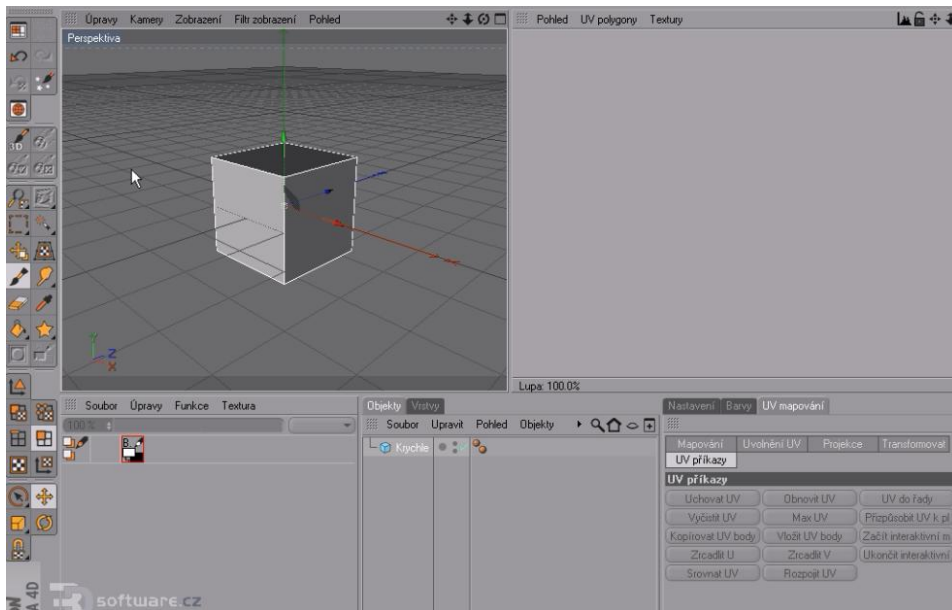 Úpravy Kamery Zobrazení Filtr zobrazení Pohled
Pohled UV polygony Textury
Perspektiva
3D
Y
Z
X
Lupa: 100.0%
Soubor Úpravy Funkce Textura
100 %
Objekty Vrstvy
Soubor Upravit Pohled Objekty
Krychle
Nastavení Barvy UV mapování
Mapování Uvolnění UV Projekce Transformovat
UV příkazy
UV příkazy
Uchovat UV Obnovit UV UV do řady
Vyčistit UV Max UV Přizpůsobit UV k pl
Kopírovat UV body Vložit UV body Začít interaktivní m
Zrcadlit U Zrcadlit V Ukončit interaktivní
Srovnat UV Rozpojit UV
ON
A 4D
software.cz